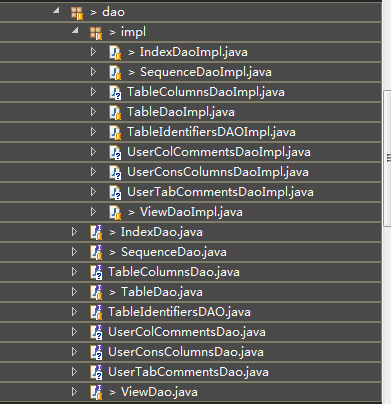 > dao
> impl
> IndexDaoImpl.java
> SequenceDaoImpl.java
TableColumnsDaoImpl.java
TableDaoImpl.java
TableIdentifiersDAOImpl.java
UserColCommentsDaoImpl.java
UserConsColumnsDaoImpl.java
UserTabCommentsDaoImpl.java
> ViewDaoImpl.java
> IndexDao.java
> SequenceDao.java
TableColumnsDao.java
> TableDao.java
TableIdentifiersDAO.java
UserColCommentsDao.java
UserConsColumnsDao.java
UserTabCommentsDao.java
> ViewDao.java